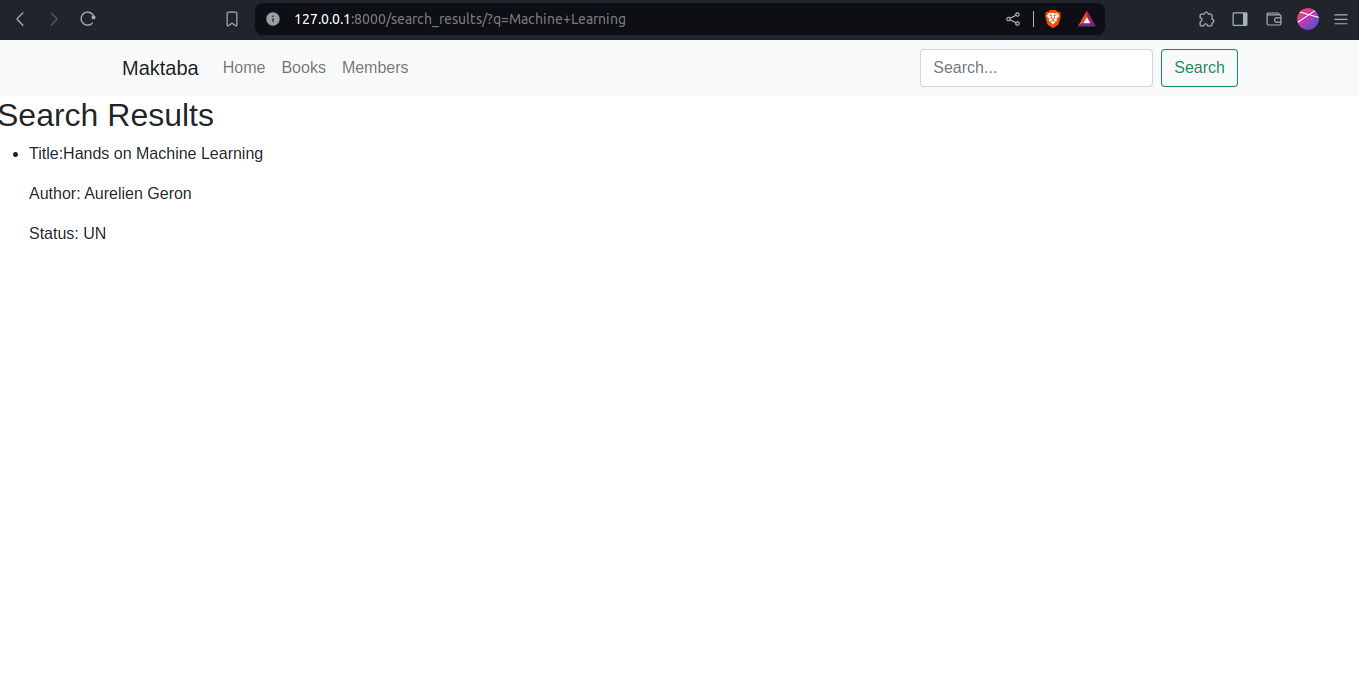 127.0.0.1:8000/search_results/?q=Machine+Learning
Maktaba Home Books Members Search... Search
Search Results
Title:Hands on Machine Learning
Author: Aurelien Geron
Status: UN